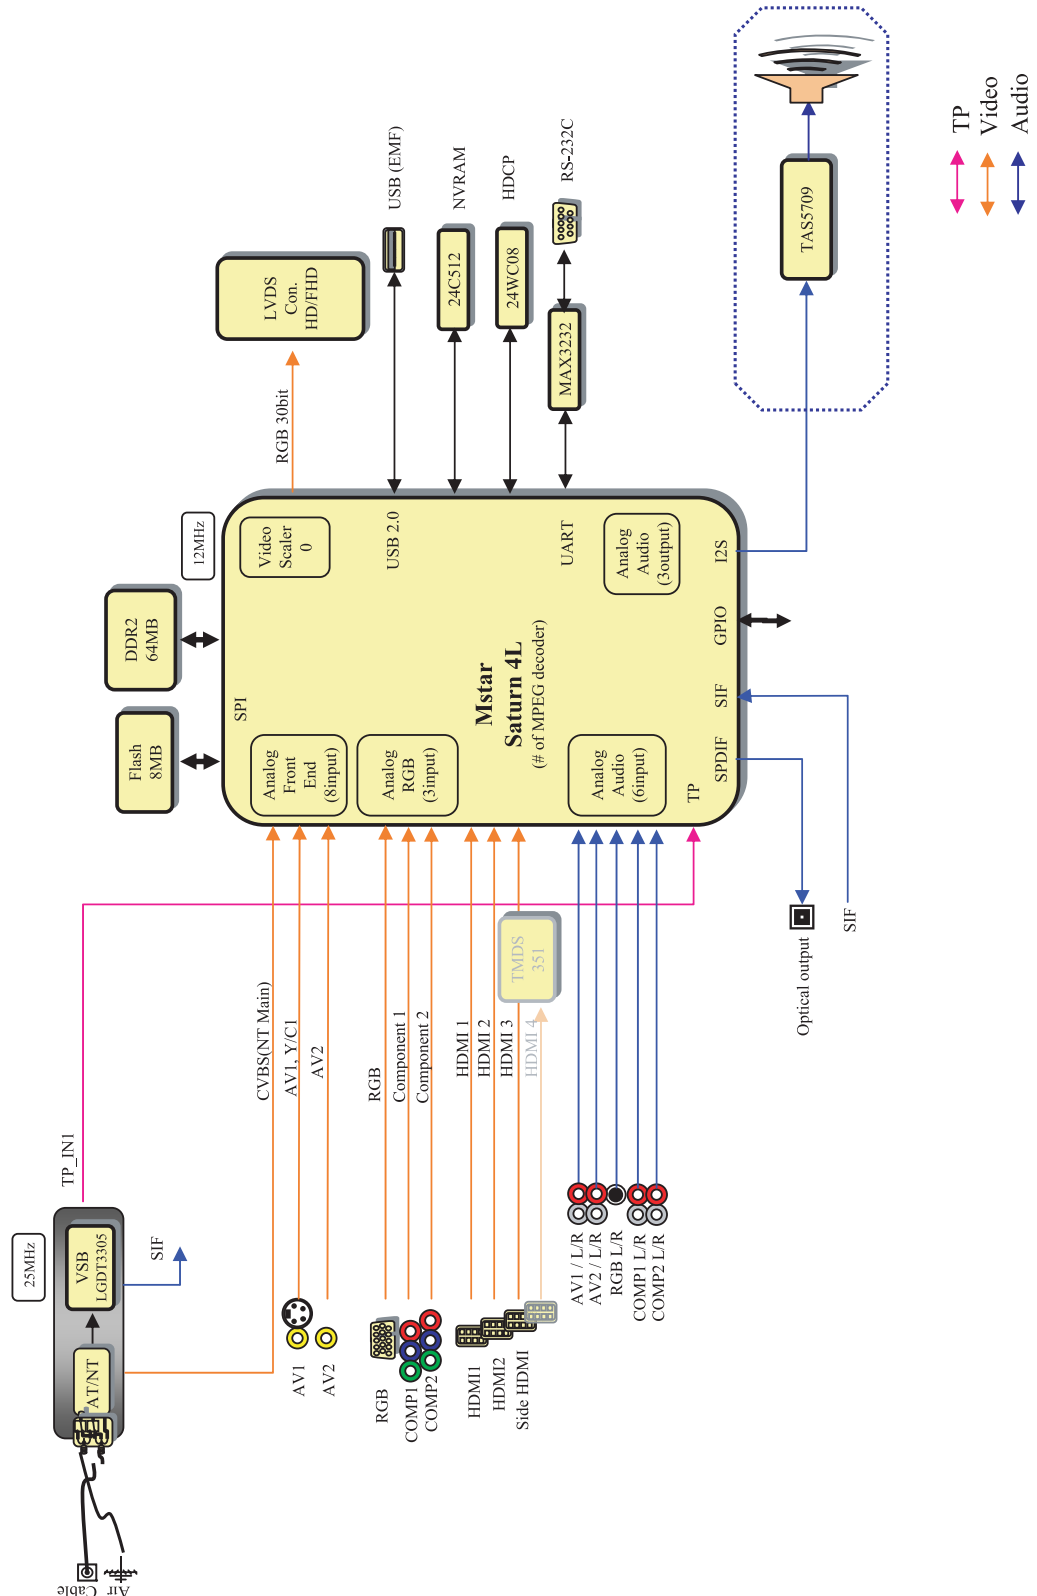 Air
Cable
AT/NT
VSB
LGDT3305
25MHz
TP_IN1
SIF
CVBS(NT Main)
AV1, Y/C1
AV2
RGB
Component 1
Component 2
HDMI 1
HDMI 2
HDMI 3
HDMI 4
TMDS
351
AV1
AV2
RGB
COMP1
COMP2
HDMI1
HDMI2
Side HDMI
AV1 / L/R
AV2 / L/R
RGB L/R
COMP1 L/R
COMP2 L/R
Flash
8MB
DDR2
64MB
12MHz
SPI
Analog
Front
End
(8input)
Analog
RGB
(3input)
Mstar
Saturn 4L
(# of MPEG decoder)
Analog
Audio
(6input)
TP
Video
Scaler
0
USB 2.0
UART
Analog
Audio
(3output)
SPDIF
SIF
GPIO
I2S
Optical output
SIF
RGB 30bit
LVDS
Con.
HD/FHD
USB (EMF)
24C512
NVRAM
24WC08
HDCP
MAX3232
RS-232C
TAS5709
TP
Video
Audio